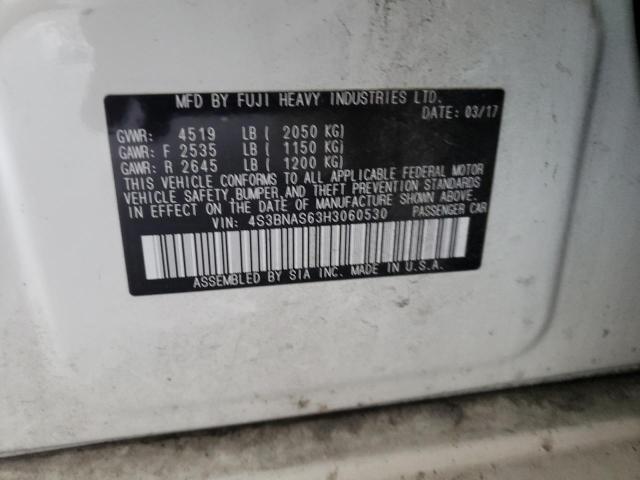 MFD BY FUJI HEAVY INDUSTRIES LTD.
DATE: 03/17
GVWR: 4519 LB ( 2050 KG)
GAWR: F 2535 LB ( 1150 KG)
GAWR: R 2645 LB ( 1200 KG)
THIS VEHICLE CONFORMS TO ALL APPLICABLE FEDERAL MOTOR
VEHICLE SAFETY, BUMPER, AND THEFT PREVENTION STANDARDS
IN EFFECT ON THE DATE OF MANUFACTURE SHOWN ABOVE.
VIN: 4S3BNAS63H3060530 PASSENGER CAR
ASSEMBLED BY SIA INC. MADE IN U.S.A.